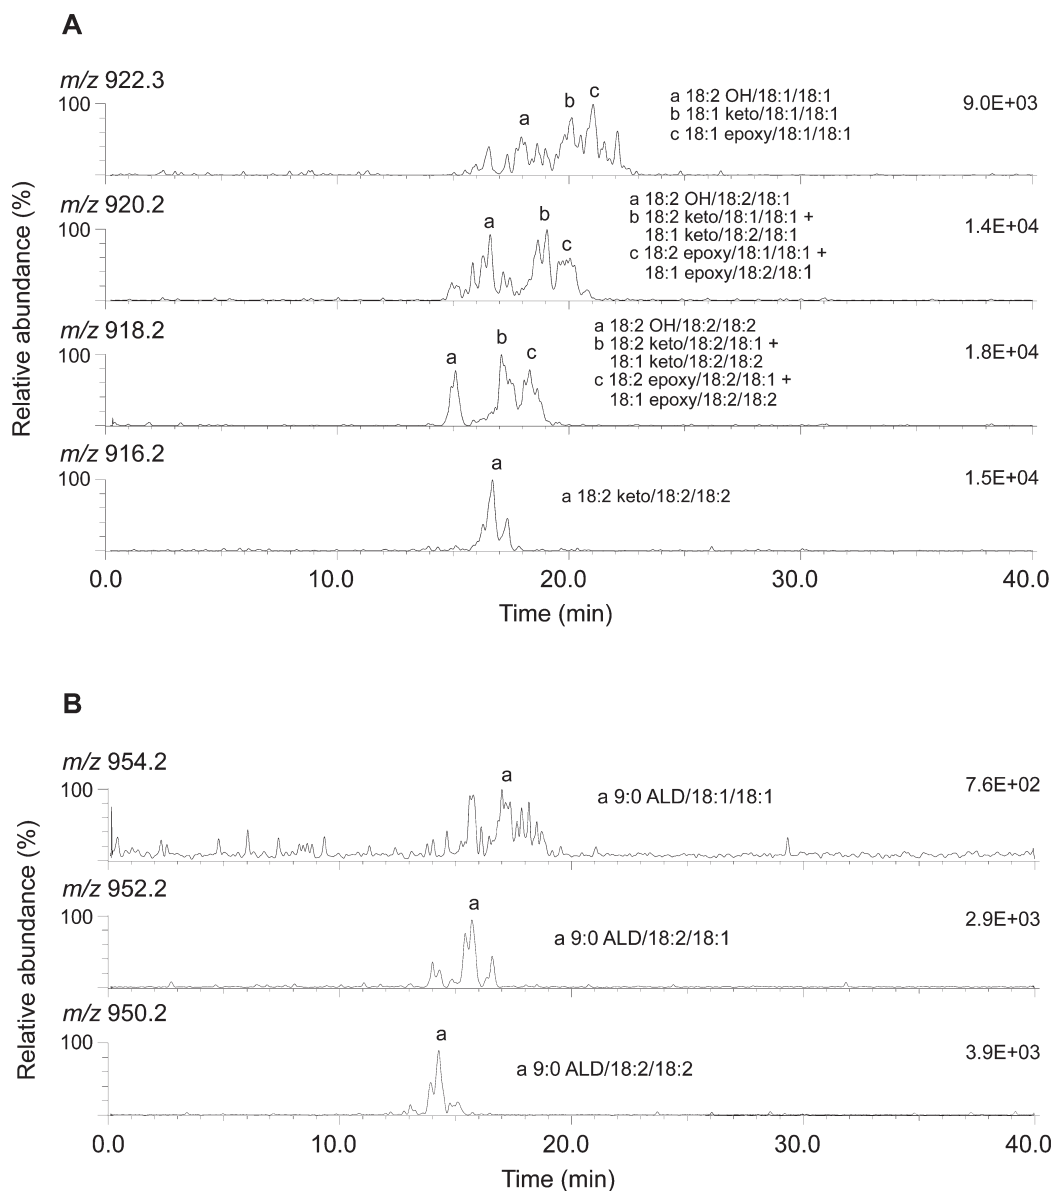 A
m/z 922.3
100
a
b
c
a 18:2 OH/18:1/18:1
b 18:1 keto/18:1/18:1
c 18:1 epoxy/18:1/18:1
9.0E+03
m/z 920.2
100
a
b
c
a 18:2 OH/18:2/18:1
b 18:2 keto/18:1/18:1 +
18:1 keto/18:2/18:1
c 18:2 epoxy/18:1/18:1 +
18:1 epoxy/18:2/18:1
1.4E+04
m/z 918.2
100
a
b
c
a 18:2 OH/18:2/18:2
b 18:2 keto/18:2/18:1 +
18:1 keto/18:2/18:2
c 18:2 epoxy/18:2/18:1 +
18:1 epoxy/18:2/18:2
1.8E+04
m/z 916.2
100
a
a 18:2 keto/18:2/18:2
1.5E+04
Relative abundance (%)
0.0 10.0 20.0 30.0 40.0
Time (min)
B
m/z 954.2
100
a
a 9:0 ALD/18:1/18:1
7.6E+02
m/z 952.2
100
a
a 9:0 ALD/18:2/18:1
2.9E+03
m/z 950.2
100
a
a 9:0 ALD/18:2/18:2
3.9E+03
Relative abundance (%)
0.0 10.0 20.0 30.0 40.0
Time (min)